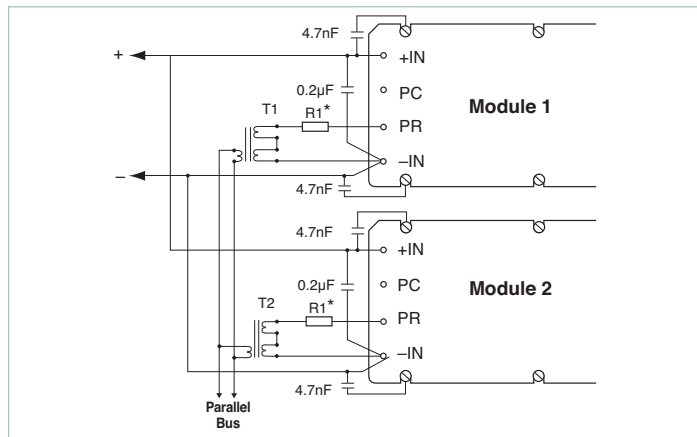 4.7nF
+
+IN
0.2µF
PC
Module 1
T1
R1*
PR
–IN
–
4.7nF
4.7nF
+IN
0.2µF
PC
Module 2
T2
R1*
PR
–IN
4.7nF
Parallel
Bus